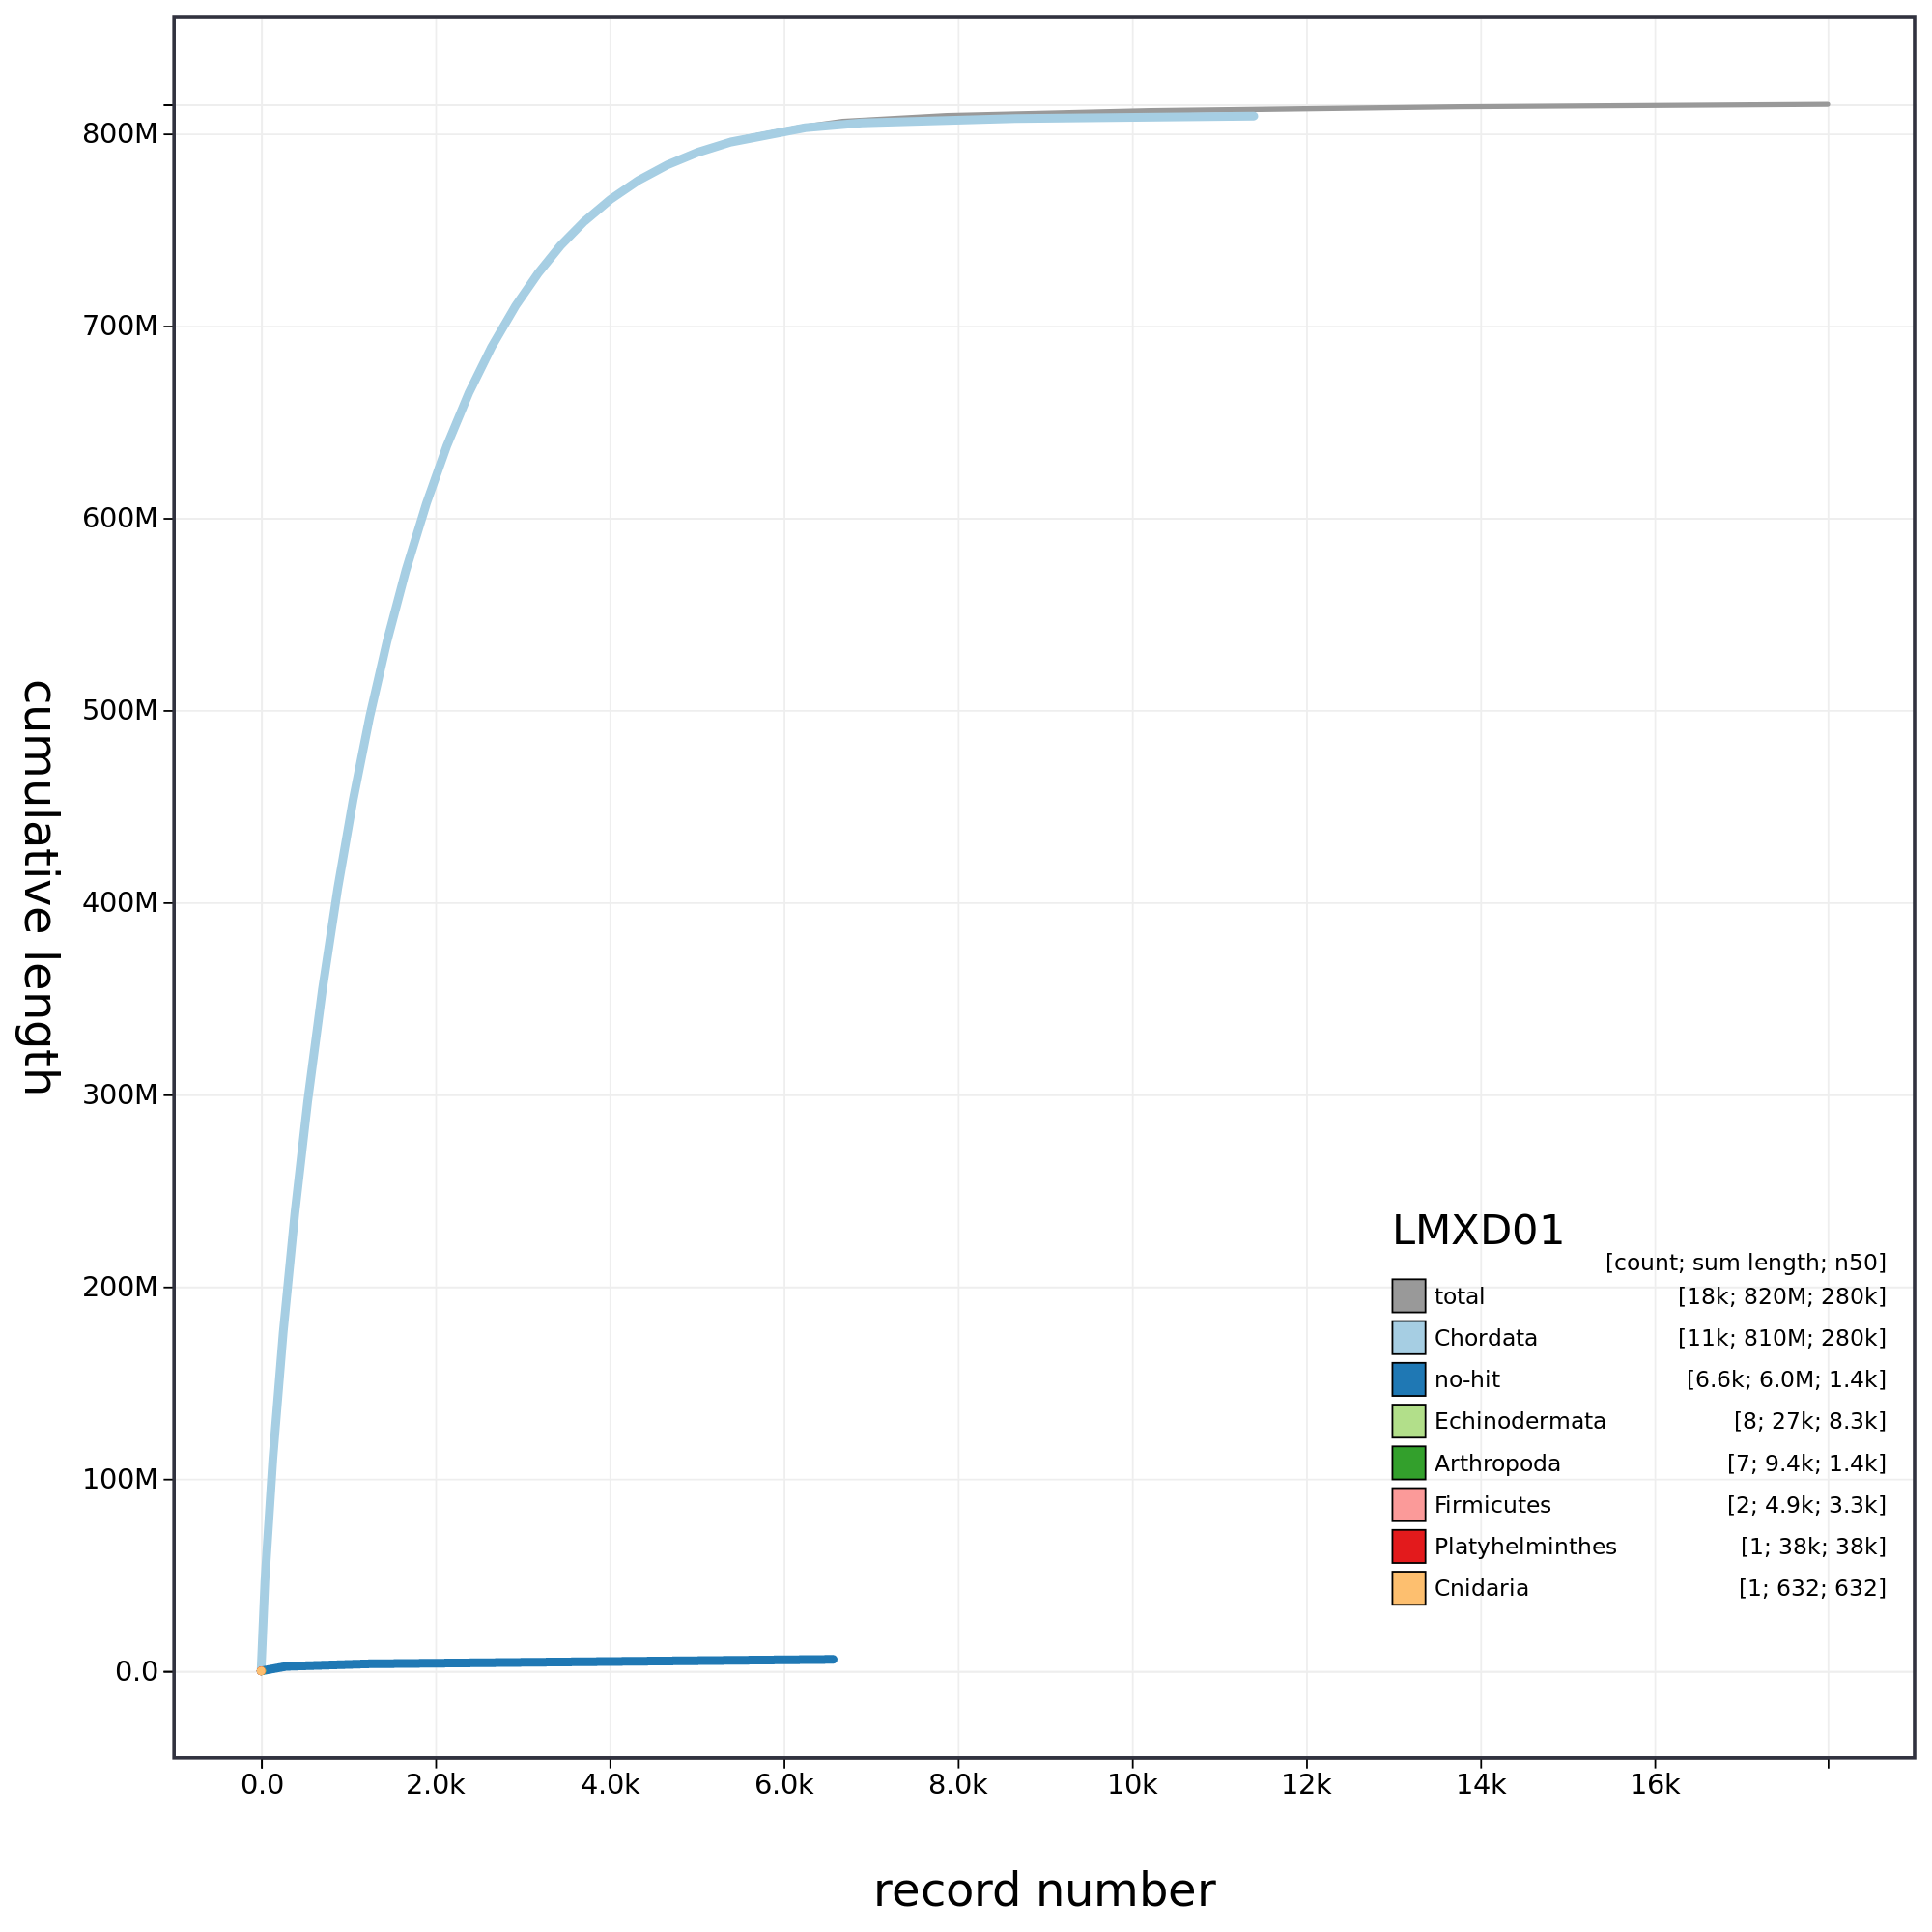 cumulative length
800M
700M
600M
500M
400M
300M
200M
100M
0.0
LMXD01
[count; sum length; n50]
total [18k; 820M; 280k]
Chordata [11k; 810M; 280k]
no-hit [6.6k; 6.0M; 1.4k]
Echinodermata [8; 27k; 8.3k]
Arthropoda [7; 9.4k; 1.4k]
Firmicutes [2; 4.9k; 3.3k]
Platyhelminthes [1; 38k; 38k]
Cnidaria [1; 632; 632]
0.0 2.0k 4.0k 6.0k 8.0k 10k 12k 14k 16k
record number